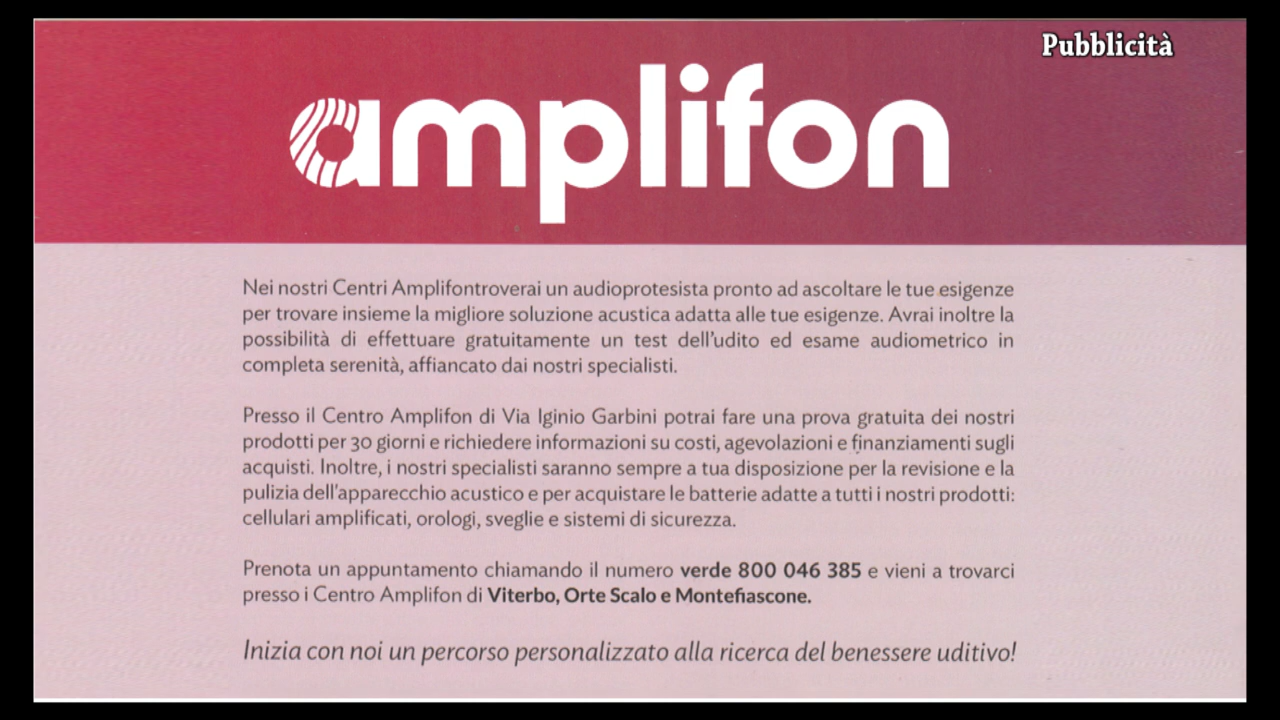 Pubblicità
amplifon
Nei nostri Centri Amplifontroverai un audioprotesista pronto ad ascoltare le tue esigenze
per trovare insieme la migliore soluzione acustica adatta alle tue esigenze. Avrai inoltre la
possibilità di effettuare gratuitamente un test dell'udito ed esame audiometrico in
completa serenità, affiancato dai nostri specialisti.
Presso il Centro Amplifon di Via Iginio Garbini potrai fare una prova gratuita dei nostri
prodotti per 30 giorni e richiedere informazioni su costi, agevolazioni e finanziamenti sugli
acquisti. Inoltre, i nostri specialisti saranno sempre a tua disposizione per la revisione e la
pulizia dell'apparecchio acustico e per acquistare le batterie adatte a tutti i nostri prodotti:
cellulari amplificati, orologi, sveglie e sistemi di sicurezza.
Prenota un appuntamento chiamando il numero verde 800 046 385 e vieni a trovarci
presso i Centro Amplifon di Viterbo, Orte Scalo e Montefiascone.
Inizia con noi un percorso personalizzato alla ricerca del benessere uditivo!